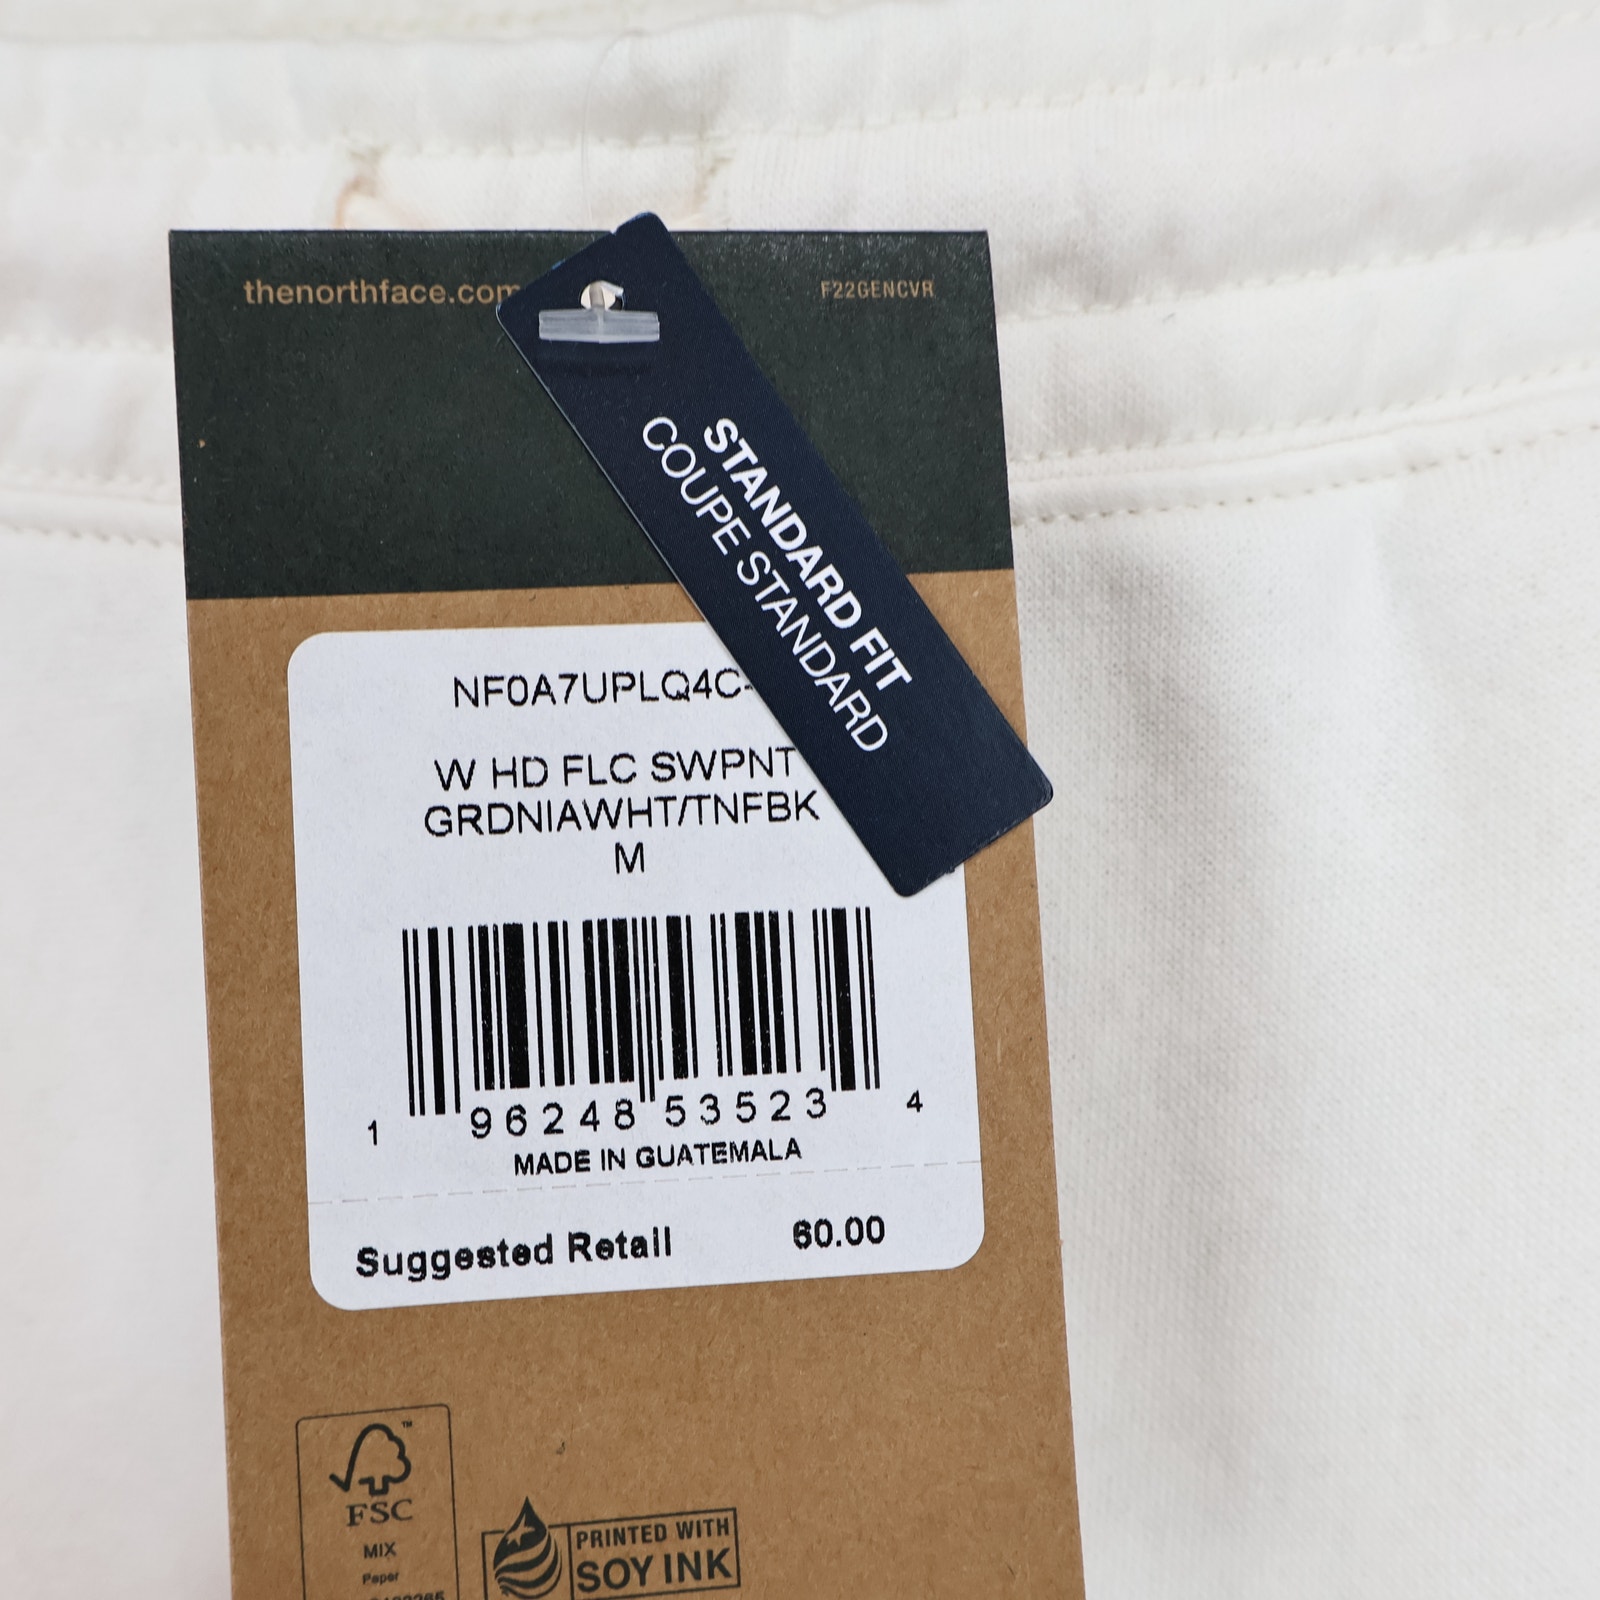 thenorthface.com
F22GENCVR
STANDARD FIT
COUPE STANDARD
NF0A7UPLQ4C-
W HD FLC SWPNT
GRDNIAWHT/TNFBK
M
1 96248 53523 4
MADE IN GUATEMALA
Suggested Retail 60.00
FSC
MIX
Paper
PRINTED WITH
SOY INK